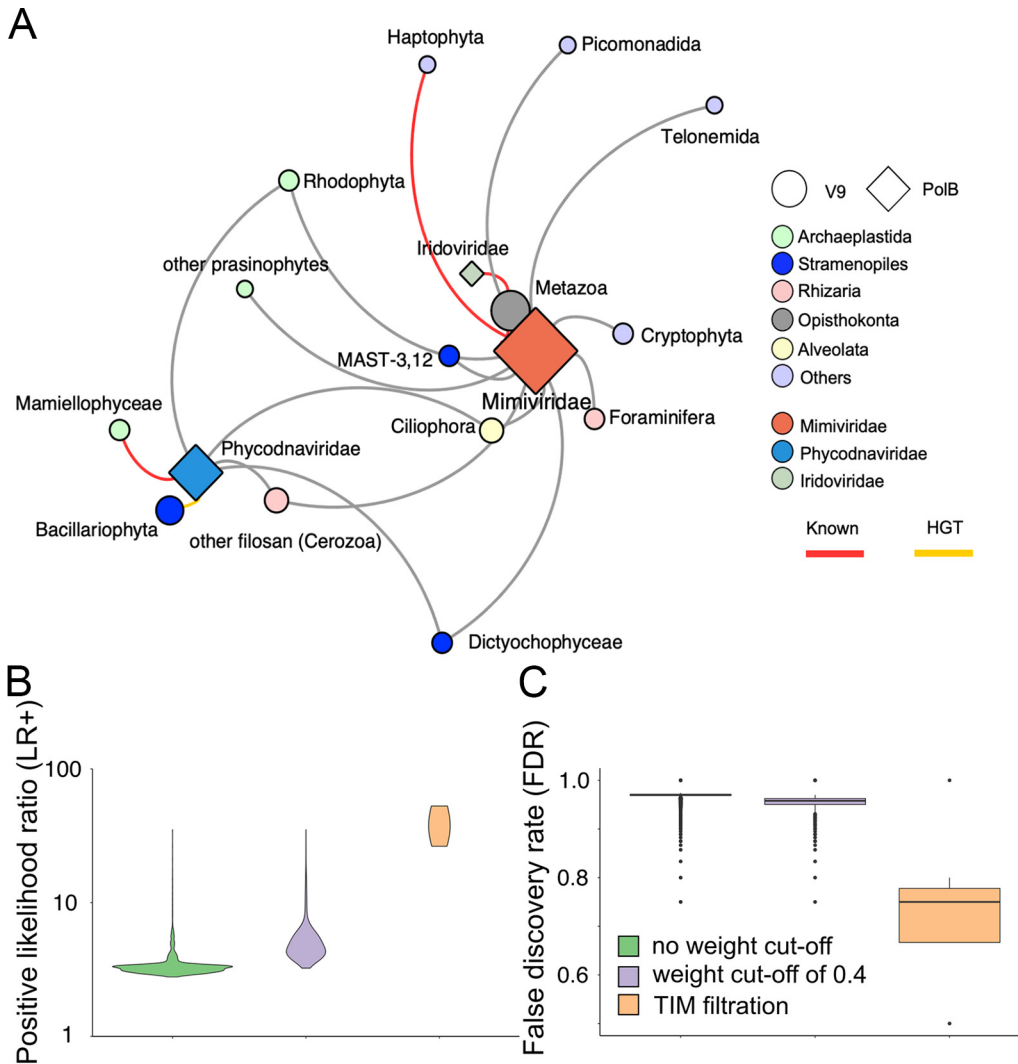 A
Haptophyta
Picomonadida
Telonemida
Rhodophyta
V9
PolB
Iridoviridae
other prasinophytes
Metazoa
Archaeplastida
Stramenopiles
Rhizaria
Opisthokonta
Alveolata
Others
Cryptophyta
MAST-3,12
Mimiviridae
Mamiellophyceae
Ciliophora
Foraminifera
Mimiviridae
Phycodnaviridae
Iridoviridae
Phycodnaviridae
Bacillariophyta
other filosan (Cerozoa)
Known
HGT
Dictyochophyceae
B
Positive likelihood ratio (LR+)
100
10
1
C
False discovery rate (FDR)
1.0
0.8
0.6
no weight cut-off
weight cut-off of 0.4
TIM filtration